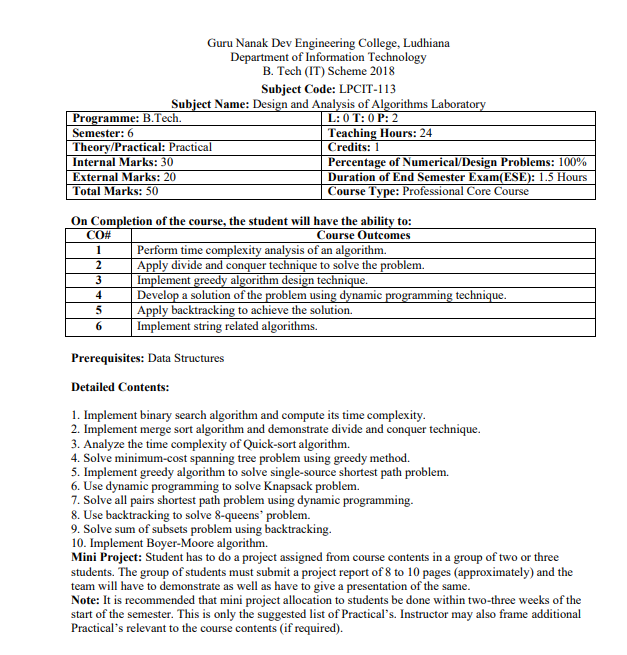 Guru Nanak Dev Engineering College, Ludhiana
Department of Information Technology
B. Tech (IT) Scheme 2018
Subject Code: LPCIT-113
Subject Name: Design and Analysis of Algorithms Laboratory
Programme: B.Tech. L: 0 T: 0 P: 2
Semester: 6 Teaching Hours: 24
Theory/Practical: Practical Credits: 1
Internal Marks: 30 Percentage of Numerical/Design Problems: 100%
External Marks: 20 Duration of End Semester Exam(ESE): 1.5 Hours
Total Marks: 50 Course Type: Professional Core Course
On Completion of the course, the student will have the ability to:
CO# Course Outcomes
1 Perform time complexity analysis of an algorithm.
2 Apply divide and conquer technique to solve the problem.
3 Implement greedy algorithm design technique.
4 Develop a solution of the problem using dynamic programming technique.
5 Apply backtracking to achieve the solution.
6 Implement string related algorithms.
Prerequisites: Data Structures
Detailed Contents:
1. Implement binary search algorithm and compute its time complexity.
2. Implement merge sort algorithm and demonstrate divide and conquer technique.
3. Analyze the time complexity of Quick-sort algorithm.
4. Solve minimum-cost spanning tree problem using greedy method.
5. Implement greedy algorithm to solve single-source shortest path problem.
6. Use dynamic programming to solve Knapsack problem.
7. Solve all pairs shortest path problem using dynamic programming.
8. Use backtracking to solve 8-queens’ problem.
9. Solve sum of subsets problem using backtracking.
10. Implement Boyer-Moore algorithm.
Mini Project: Student has to do a project assigned from course contents in a group of two or three
students. The group of students must submit a project report of 8 to 10 pages (approximately) and the
team will have to demonstrate as well as have to give a presentation of the same.
Note: It is recommended that mini project allocation to students be done within two-three weeks of the
start of the semester. This is only the suggested list of Practical’s. Instructor may also frame additional
Practical’s relevant to the course contents (if required).